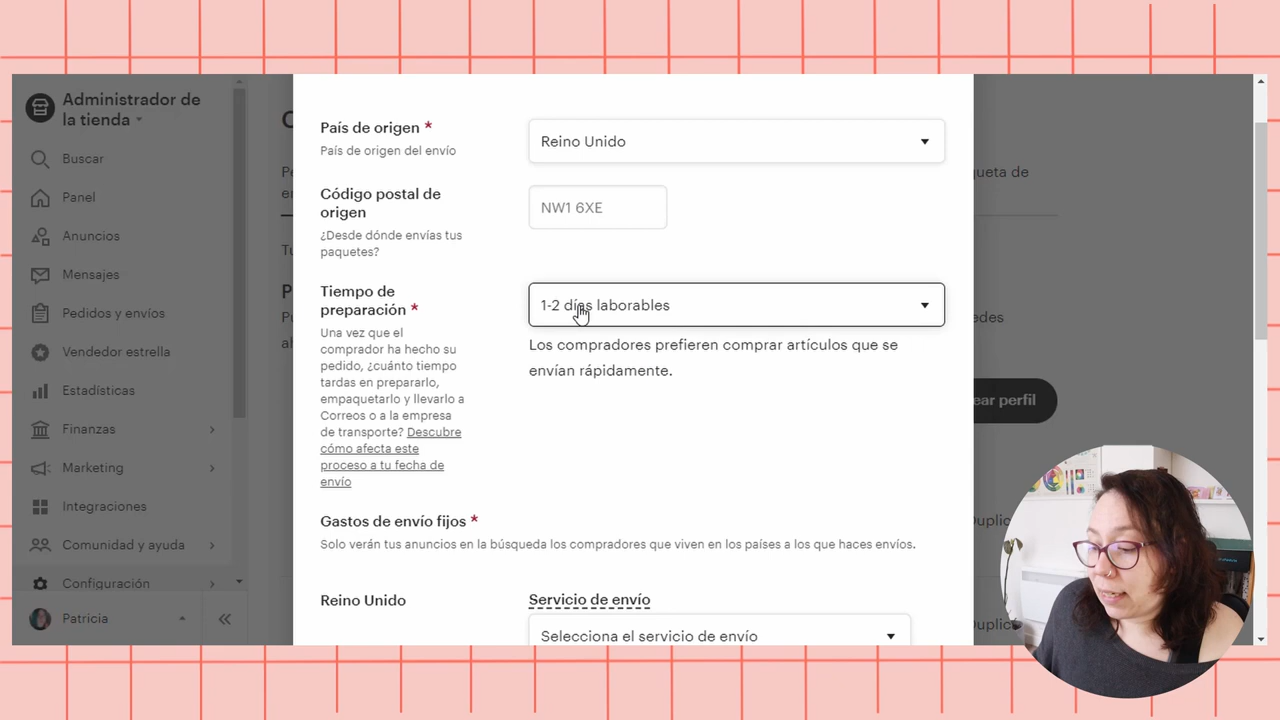 Administrador de
la tienda
Buscar
Panel
Anuncios
Mensajes
Pedidos y envíos
Vendedor estrella
Estadísticas
Finanzas
Marketing
Integraciones
Comunidad y ayuda
Configuración
Patricia
País de origen *
País de origen del envío
Reino Unido
Código postal de
origen
¿Desde dónde envías tus
paquetes?
NW1 6XE
Tiempo de
preparación *
Una vez que el
comprador ha hecho su
pedido, ¿cuánto tiempo
tardas en prepararlo,
empaquetarlo y llevarlo a
Correos o a la empresa
de transporte? Descubre
cómo afecta este
proceso a tu fecha de
envío
1-2 días laborables
Los compradores prefieren comprar artículos que se
envían rápidamente.
Gastos de envío fijos *
Solo verán tus anuncios en la búsqueda los compradores que viven en los países a los que haces envíos.
Reino Unido
Servicio de envío
Selecciona el servicio de envío
queta de
edes
ear perfil
Duplic
Duplic